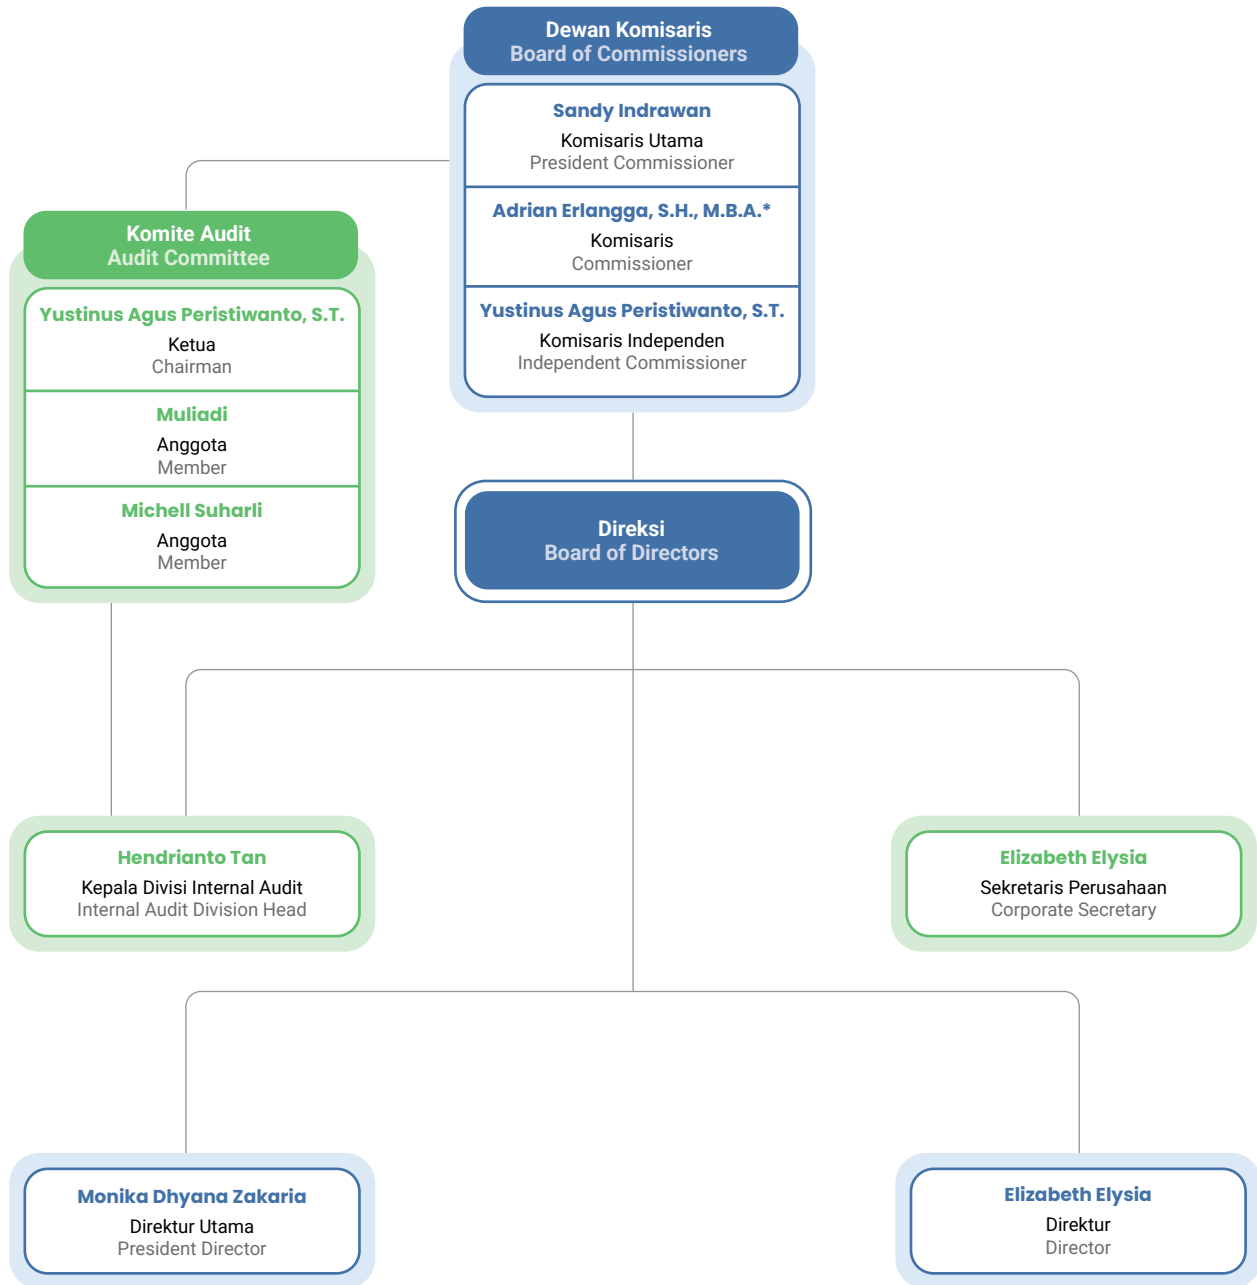 Dewan Komisaris
Board of Commissioners
Sandy Indrawan
Komisaris Utama
President Commissioner
Adrian Erlangga, S.H., M.B.A.*
Komisaris
Commissioner
Yustinus Agus Peristiwanto, S.T.
Komisaris Independen
Independent Commissioner
Komite Audit
Audit Committee
Yustinus Agus Peristiwanto, S.T.
Ketua
Chairman
Muliadi
Anggota
Member
Michell Suharli
Anggota
Member
Direksi
Board of Directors
Hendrianto Tan
Kepala Divisi Internal Audit
Internal Audit Division Head
Elizabeth Elysia
Sekretaris Perusahaan
Corporate Secretary
Monika Dhyana Zakaria
Direktur Utama
President Director
Elizabeth Elysia
Direktur
Director